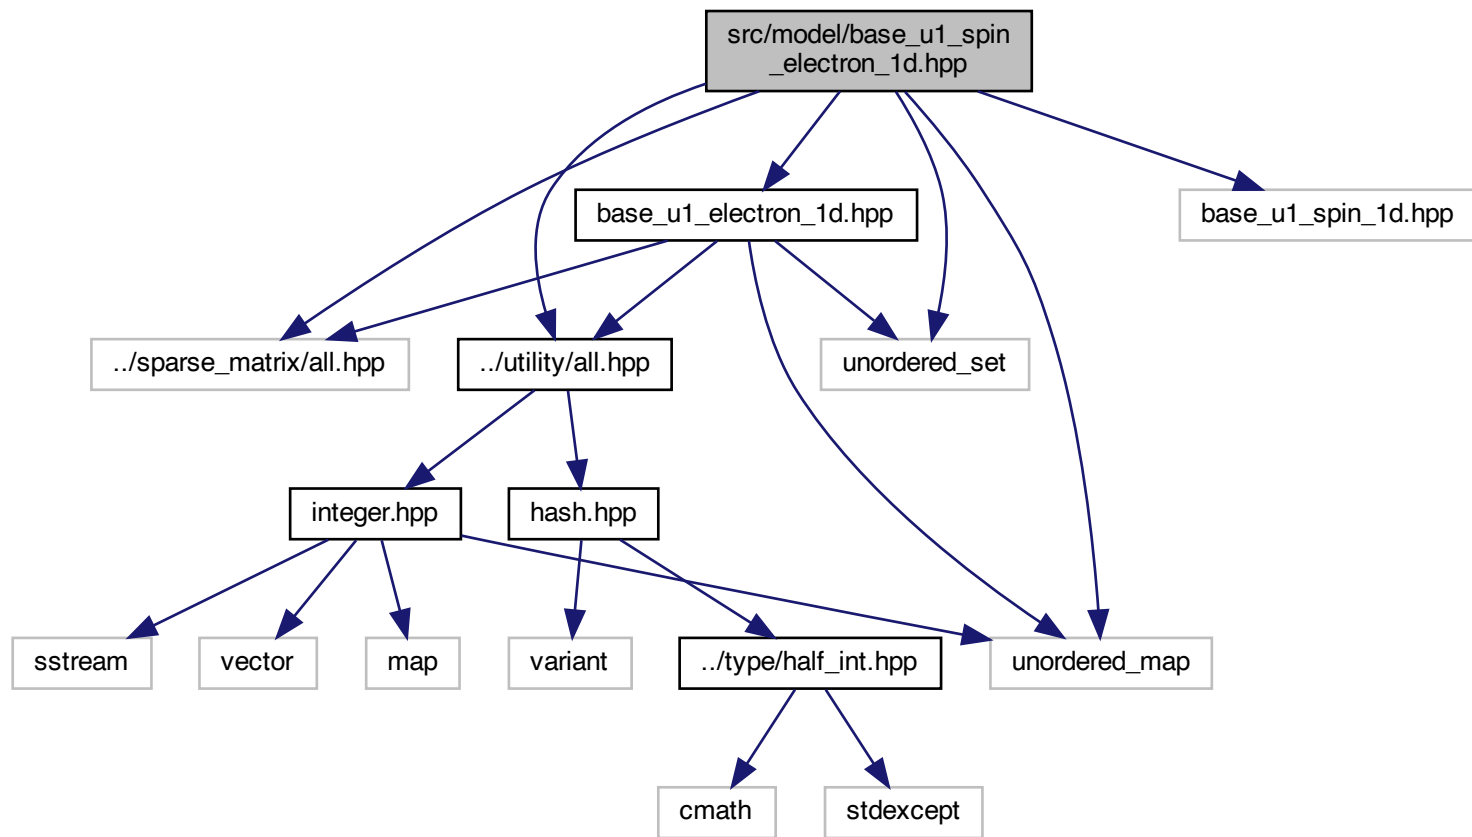 src/model/base_u1_spin
_electron_1d.hpp
base_u1_electron_1d.hpp
base_u1_spin_1d.hpp
../sparse_matrix/all.hpp
../utility/all.hpp
unordered_set
integer.hpp
hash.hpp
sstream
vector
map
variant
../type/half_int.hpp
unordered_map
cmath
stdexcept